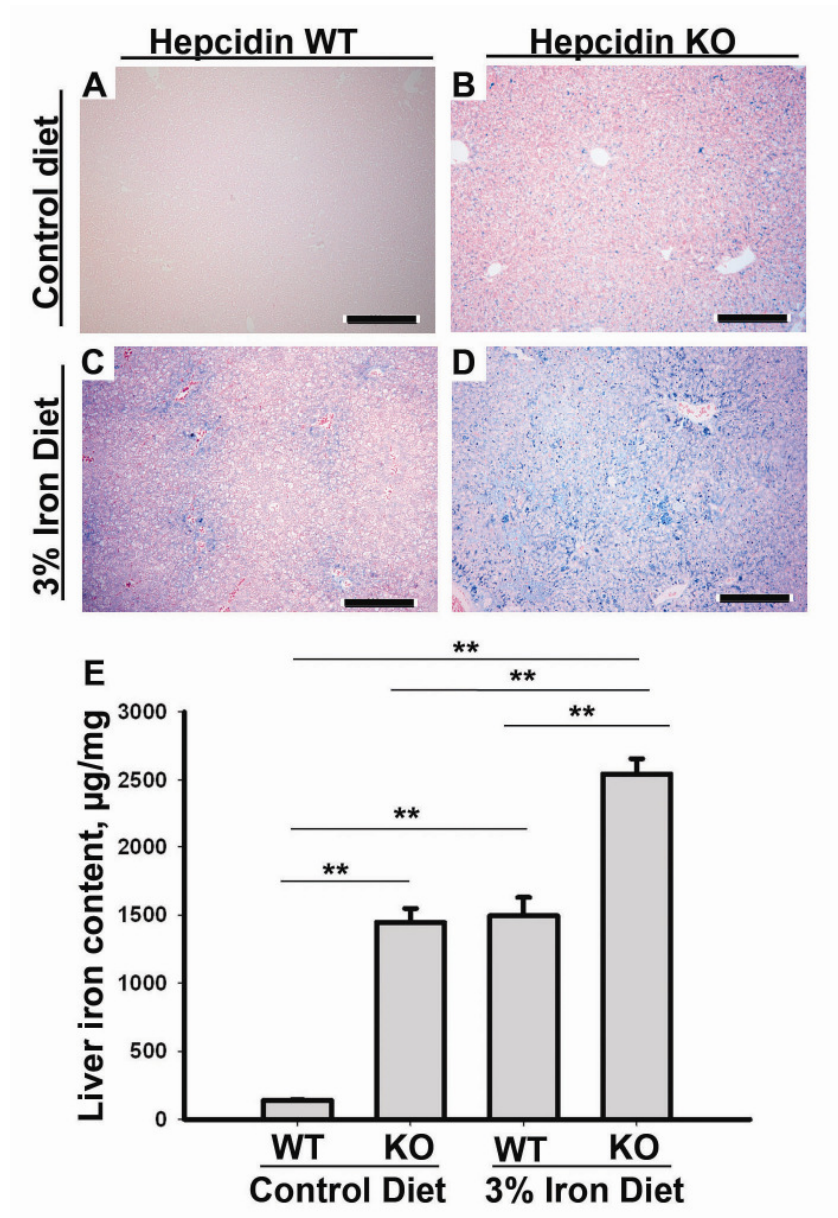 Hepcidin WT
Hepcidin KO
Control diet
A
B
3% Iron Diet
C
D
E
Liver iron content, µg/mg
3000
2500
2000
1500
1000
500
0
**
**
**
**
**
WT
KO
WT
KO
Control Diet
3% Iron Diet